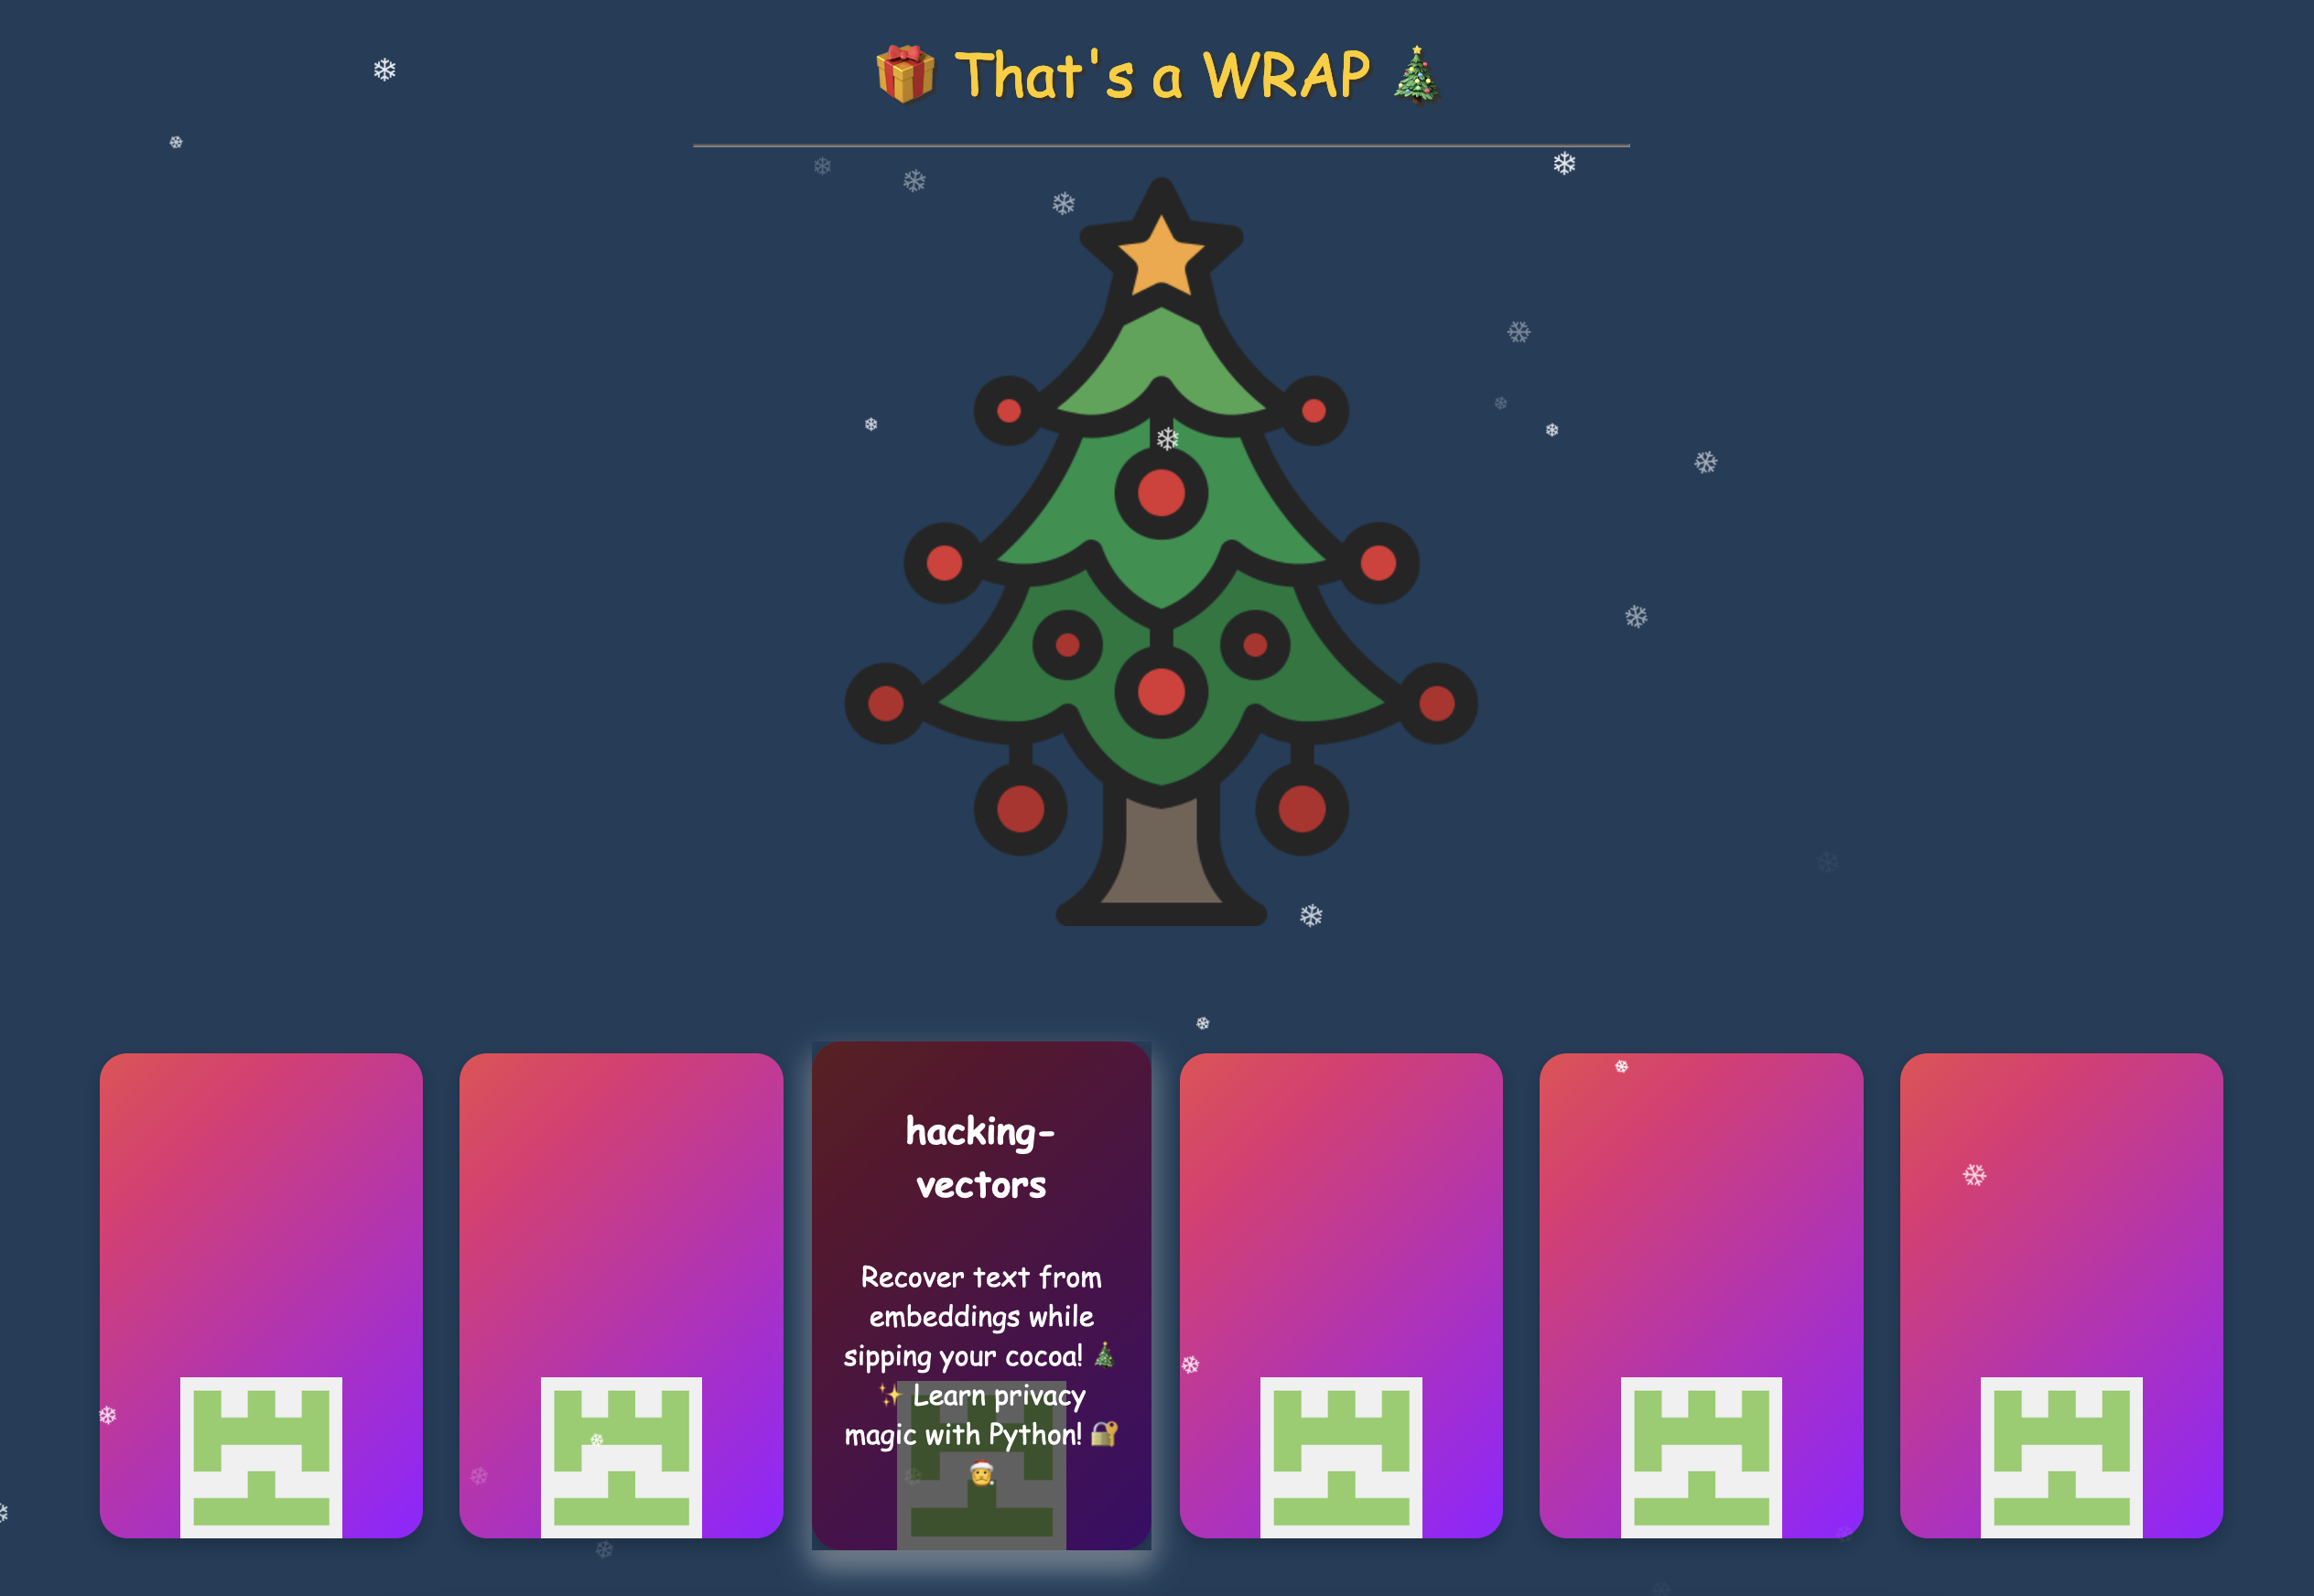 🎁 That's a WRAP 🎄
hacking-
vectors
Recover text from
embeddings while
sipping your cocoa! 🎄
✨ Learn privacy
magic with Python! 🔐
🎅